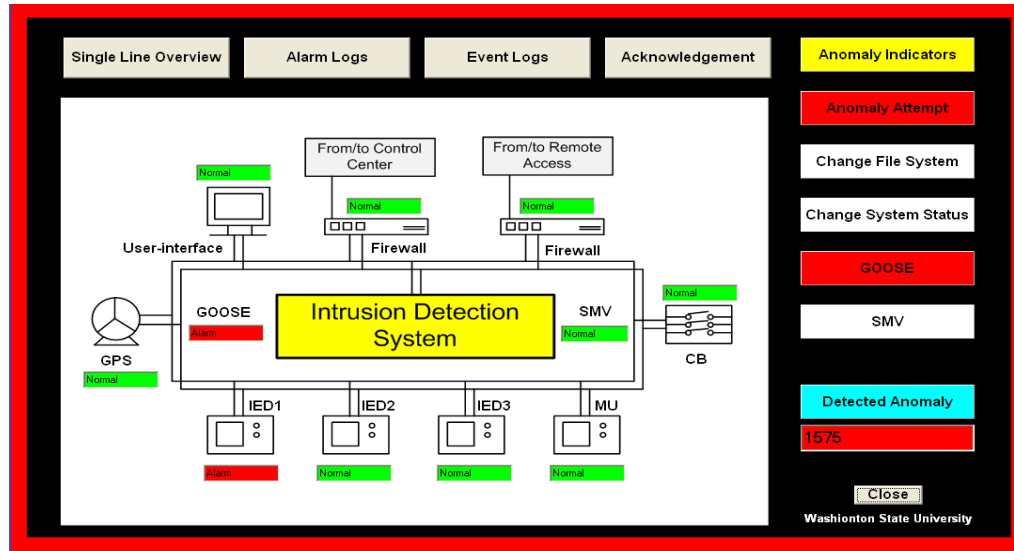 Single Line Overview
Alarm Logs
Event Logs
Acknowledgement
Anomaly Indicators
Anomaly Attempt
Change File System
Change System Status
GOOSE
SMV
Detected Anomaly
1575
Close
Washionton State University
From/to Control
Center
From/to Remote
Access
Normal
Normal
Normal
User-interface
Firewall
Firewall
GOOSE
Alarm
Intrusion Detection
System
SMV
Normal
Normal
CB
GPS
Normal
IED1
IED2
IED3
MU
Alarm
Normal
Normal
Normal